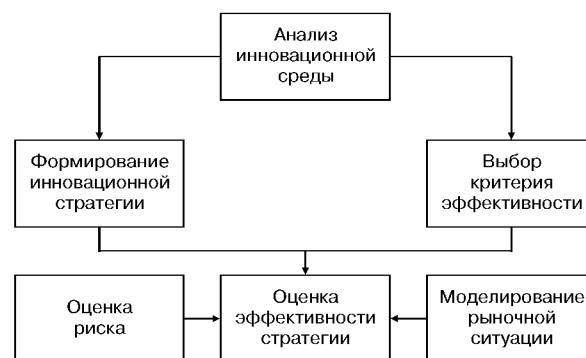 Анализ
инновационной
среды
Формирование
инновационной
стратегии
Выбор
критерия
эффективности
Оценка
риска
Оценка
эффективности
стратегии
Моделирование
рыночной
ситуации